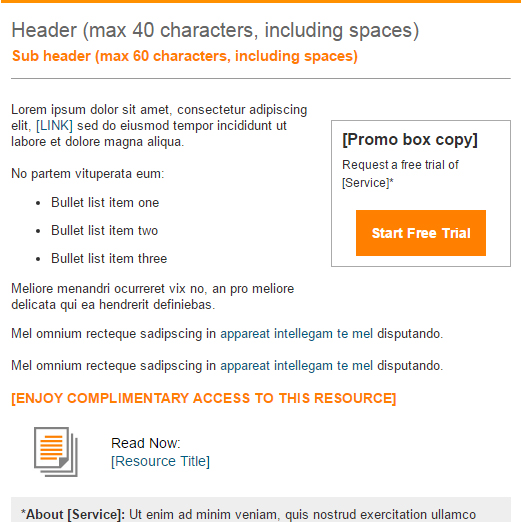 Header (max 40 characters, including spaces)
Sub header (max 60 characters, including spaces)
Lorem ipsum dolor sit amet, consectetur adipiscing
elit, [LINK] sed do eiusmod tempor incididunt ut
labore et dolore magna aliqua.
No partem vituperata eum:
• Bullet list item one
• Bullet list item two
• Bullet list item three
[Promo box copy]
Request a free trial of
[Service]*
Start Free Trial
Meliore menandri ocurreret vix no, an pro meliore
delicata qui ea hendrerit definiebas.
Mel omnium recteque sadipscing in appareat intellegam te mel disputando.
Mel omnium recteque sadipscing in appareat intellegam te mel disputando.
[ENJOY COMPLIMENTARY ACCESS TO THIS RESOURCE]
Read Now:
[Resource Title]
*About [Service]: Ut enim ad minim veniam, quis nostrud exercitation ullamco